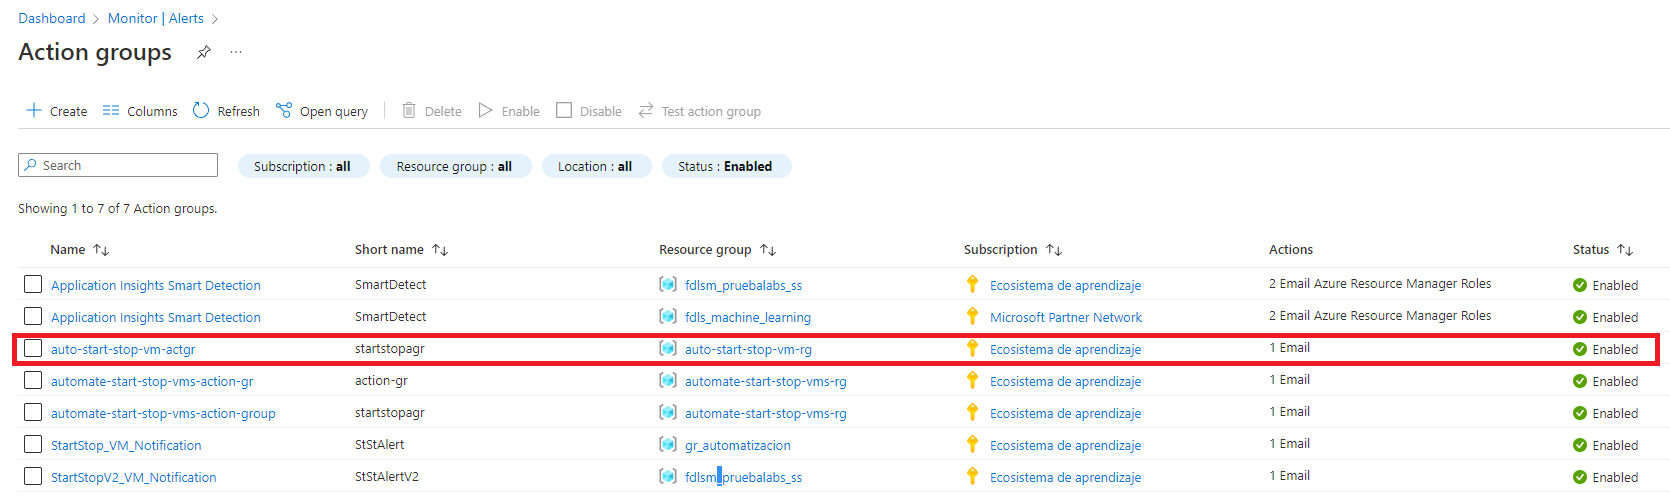 Dashboard > Monitor | Alerts >
Action groups ...
Create Columns Refresh Open query Delete Enable Disable Test action group
Search Subscription : all Resource group : all Location : all Status : Enabled
Showing 1 to 7 of 7 Action groups.
Name ↑↓ Short name ↑↓ Resource group ↑↓ Subscription ↑↓ Actions Status ↑↓
Application Insights Smart Detection SmartDetect fdlsm_pruebalabs_ss Ecosistema de aprendizaje 2 Email Azure Resource Manager Roles Enabled
Application Insights Smart Detection SmartDetect fdls_machine_learning Microsoft Partner Network 2 Email Azure Resource Manager Roles Enabled
auto-start-stop-vm-actgr startstopagr auto-start-stop-vm-rg Ecosistema de aprendizaje 1 Email Enabled
automate-start-stop-vms-action-gr action-gr automate-start-stop-vms-rg Ecosistema de aprendizaje 1 Email Enabled
automate-start-stop-vms-action-group startstopagr automate-start-stop-vms-rg Ecosistema de aprendizaje 1 Email Enabled
StartStop_VM_Notification StStAlert gr_automatizacion Ecosistema de aprendizaje 1 Email Enabled
StartStopV2_VM_Notification StStAlertV2 fdlsm_pruebalabs_ss Ecosistema de aprendizaje 1 Email Enabled